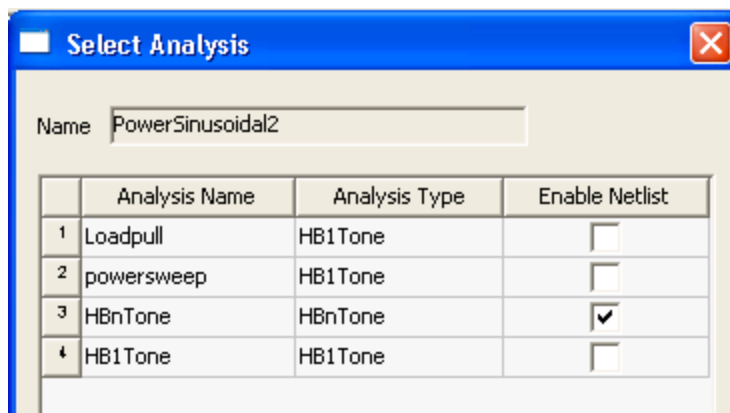 Select Analysis
Name PowerSinusoidal2
Analysis Name Analysis Type Enable Netlist
1 Loadpull HB1Tone
2 powersweep HB1Tone
3 HBnTone HBnTone
4 HB1Tone HB1Tone